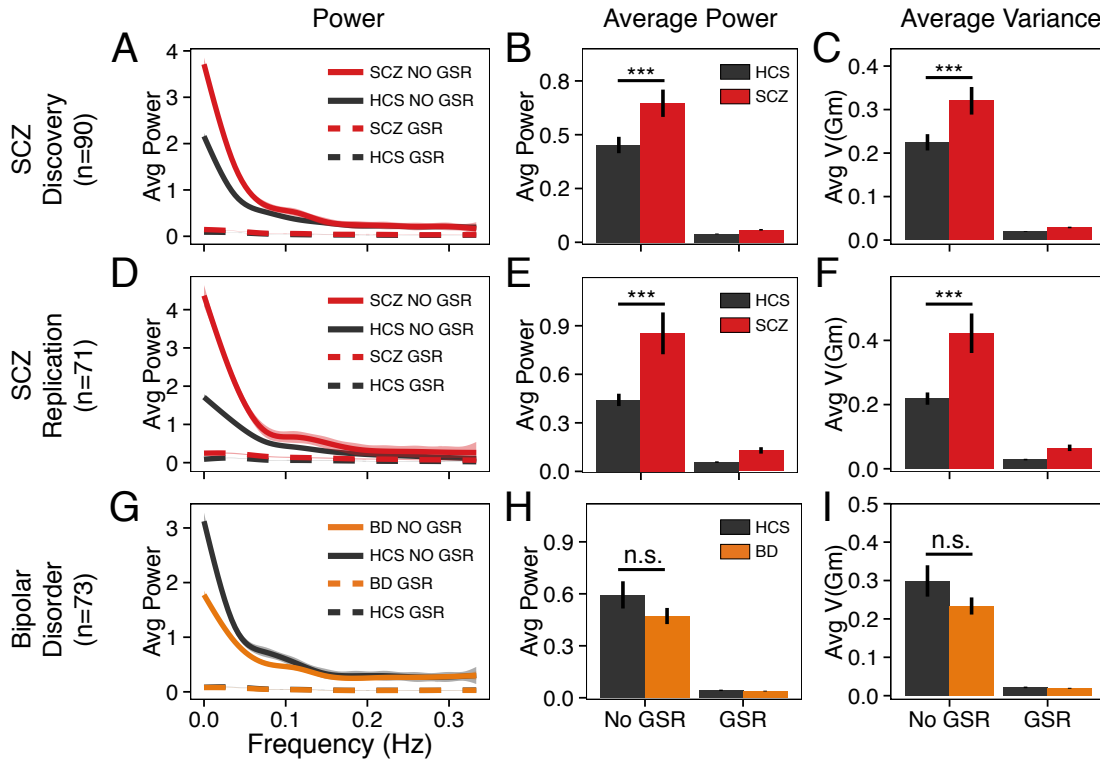 Power
Average Power
Average Variance
SCZ
Discovery
(n=90)
A
Avg Power
4
3
2
1
0
SCZ NO GSR
HCS NO GSR
SCZ GSR
HCS GSR
B
Avg Power
0.8
0.5
0.2
0
***
HCS
SCZ
C
Avg V(Gm)
0.4
0.3
0.2
0.1
0.0
***
SCZ
Replication
(n=71)
D
Avg Power
4
3
2
1
0
SCZ NO GSR
HCS NO GSR
SCZ GSR
HCS GSR
E
Avg Power
0.9
0.6
0.3
0.0
***
HCS
SCZ
F
Avg V(Gm)
0.4
0.2
0.0
***
Bipolar
Disorder
(n=73)
G
Avg Power
3
2
1
0
BD NO GSR
HCS NO GSR
BD GSR
HCS GSR
0.0
0.1
0.2
0.3
Frequency (Hz)
H
Avg Power
0.9
0.6
0.3
0.0
n.s.
HCS
BD
No GSR
GSR
I
Avg V(Gm)
0.5
0.4
0.3
0.2
0.1
0.0
n.s.
No GSR
GSR